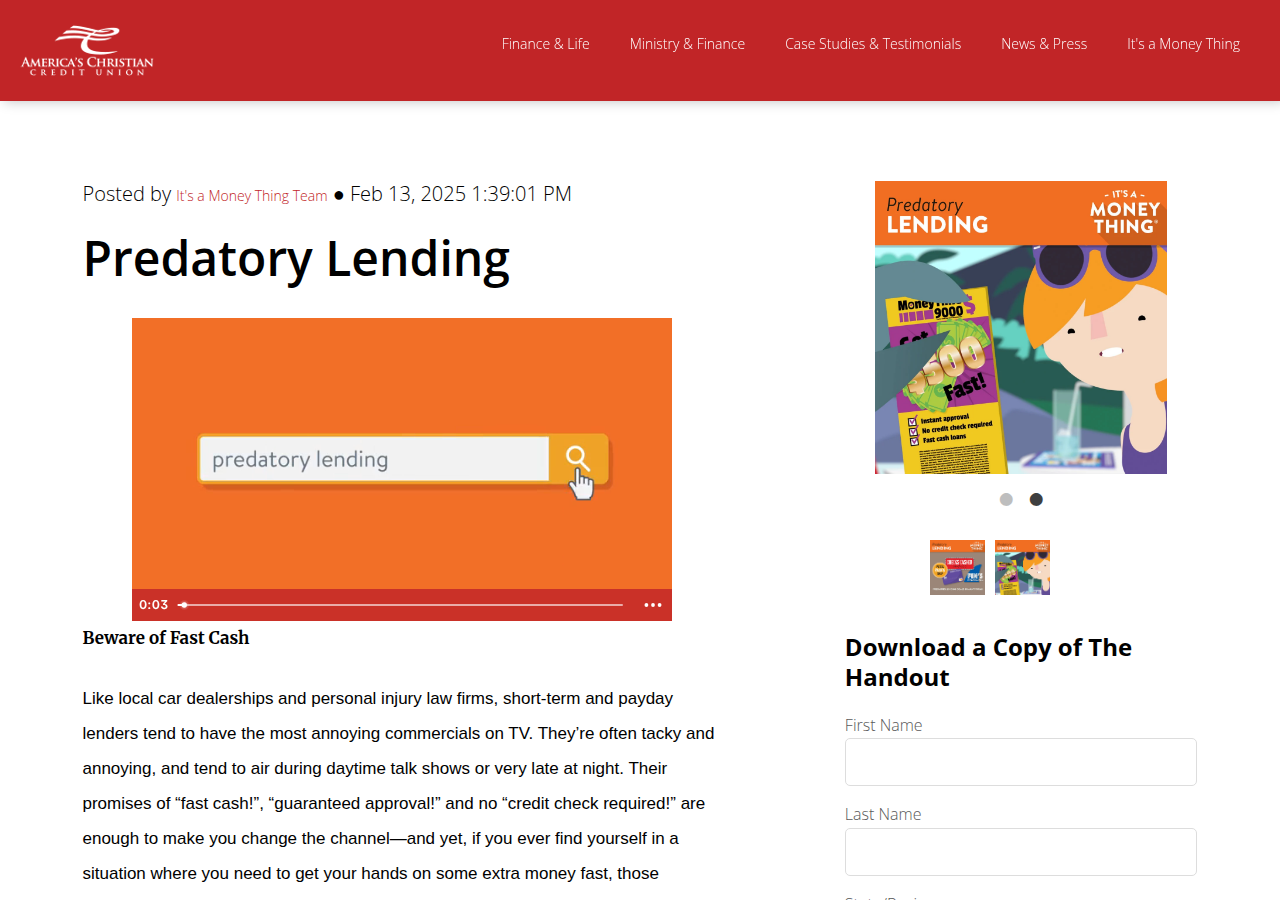 AMERICA'S CHRISTIAN
CREDIT UNION
Finance & Life
Ministry & Finance
Case Studies & Testimonials
News & Press
It's a Money Thing
Posted by It's a Money Thing Team ● Feb 13, 2025 1:39:01 PM
Predatory Lending
predatory lending
0:03
Beware of Fast Cash
Like local car dealerships and personal injury law firms, short-term and payday
lenders tend to have the most annoying commercials on TV. They’re often tacky and
annoying, and tend to air during daytime talk shows or very late at night. Their
promises of “fast cash!”, “guaranteed approval!” and no “credit check required!” are
enough to make you change the channel—and yet, if you ever find yourself in a
situation where you need to get your hands on some extra money fast, those
Predatory
LENDING
~ IT'S A ~
MONEY
THING
9000
Fast!
Instant approval
No credit check required
Fast cash loans
Download a Copy of The
Handout
First Name
Last Name